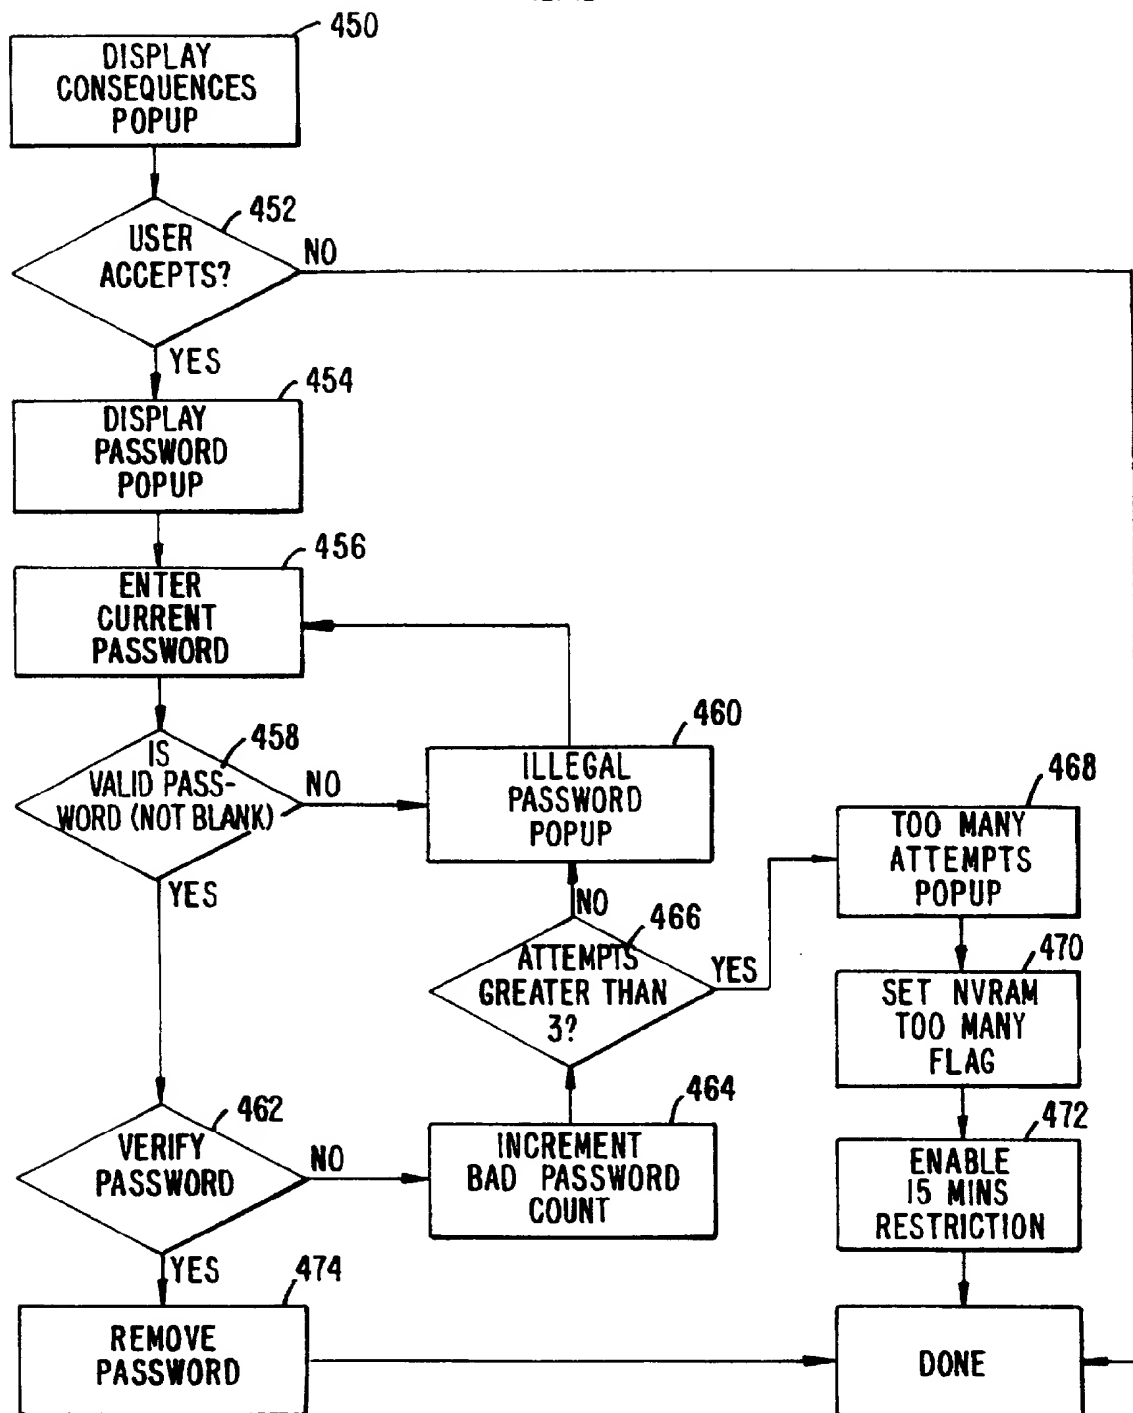 450
DISPLAY
CONSEQUENCES
POPUP
452
USER
ACCEPTS?
NO
YES
454
DISPLAY
PASSWORD
POPUP
456
ENTER
CURRENT
PASSWORD
458
IS
VALID PASS-
WORD (NOT BLANK)
NO
YES
460
ILLEGAL
PASSWORD
POPUP
NO
466
ATTEMPTS
GREATER THAN
3?
YES
468
TOO MANY
ATTEMPTS
POPUP
470
SET NVRAM
TOO MANY
FLAG
462
VERIFY
PASSWORD
NO
YES
464
INCREMENT
BAD PASSWORD
COUNT
472
ENABLE
15 MINS
RESTRICTION
474
REMOVE
PASSWORD
DONE